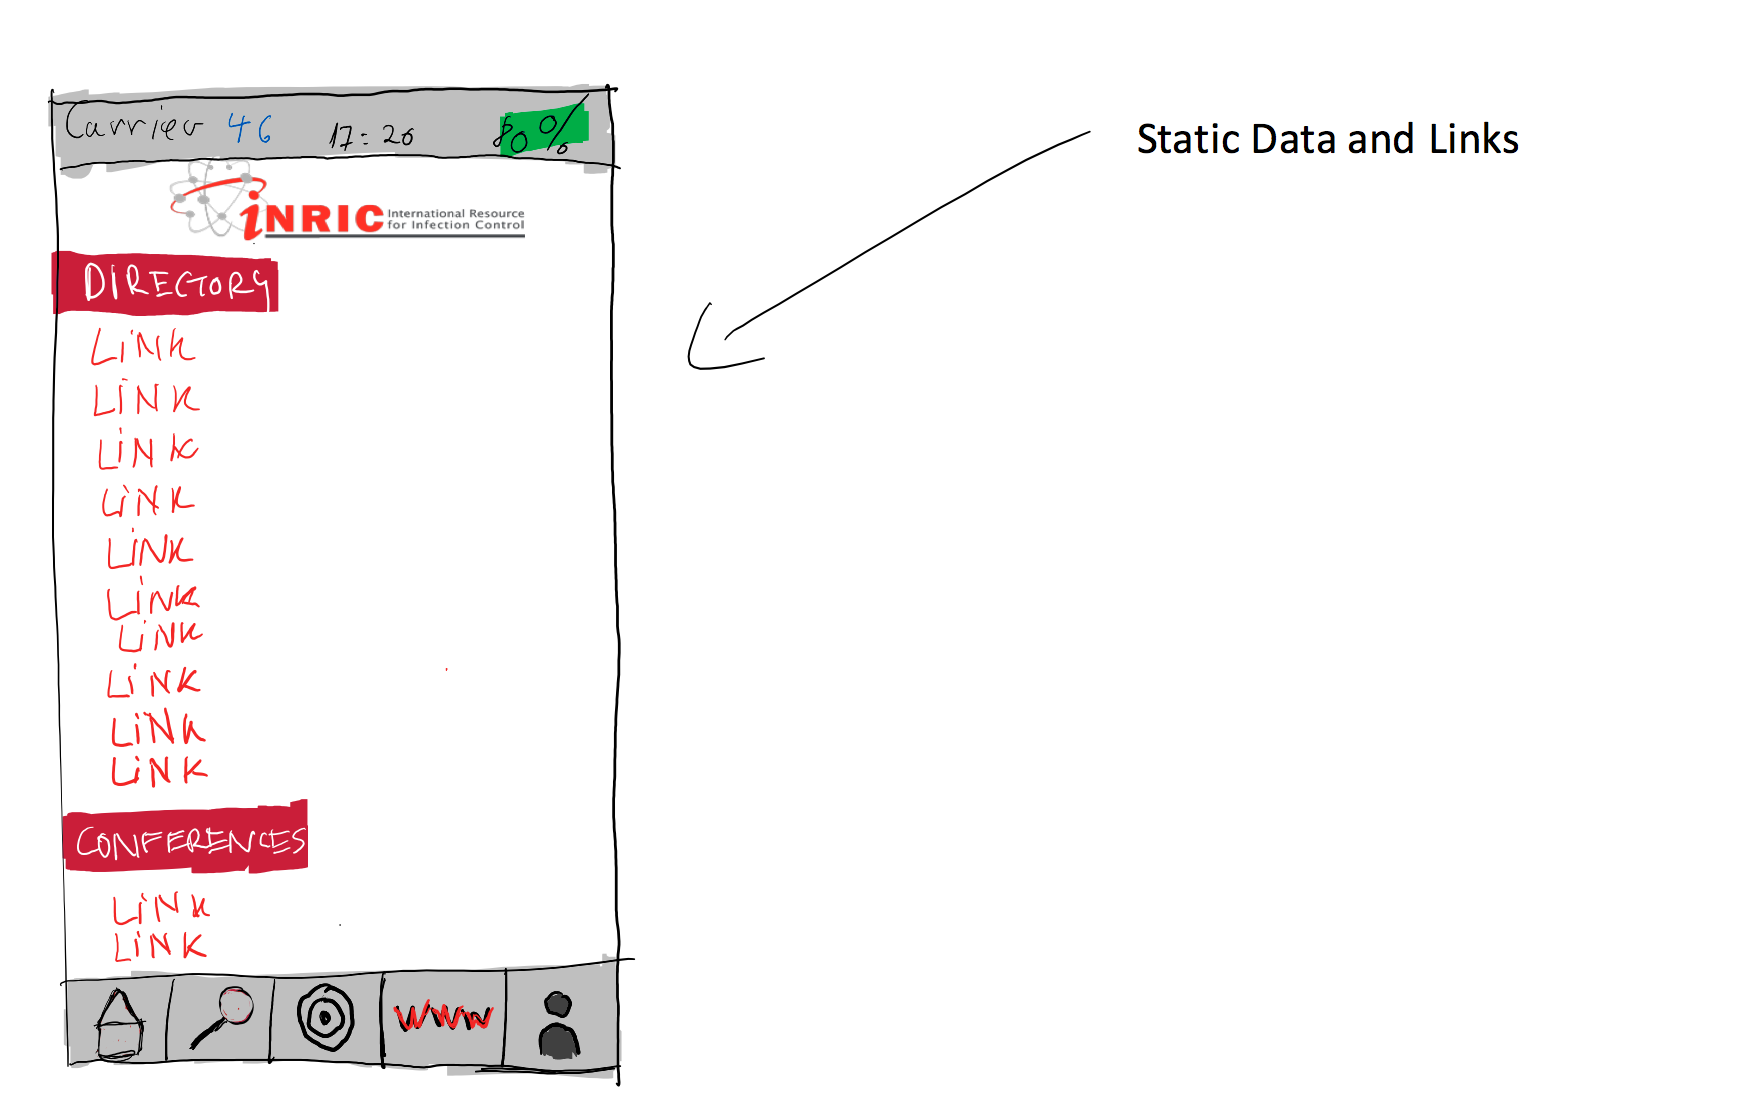 Carrier 4G 17:20 80%
iNRIC International Resource
for Infection Control
DIRECTORY
LiNK
LiNK
LiNK
LiNK
LiNK
LiNK
LiNK
LiNK
LiNK
LiNK
CONFERENCES
LiNK
LiNK
WWW
Static Data and Links